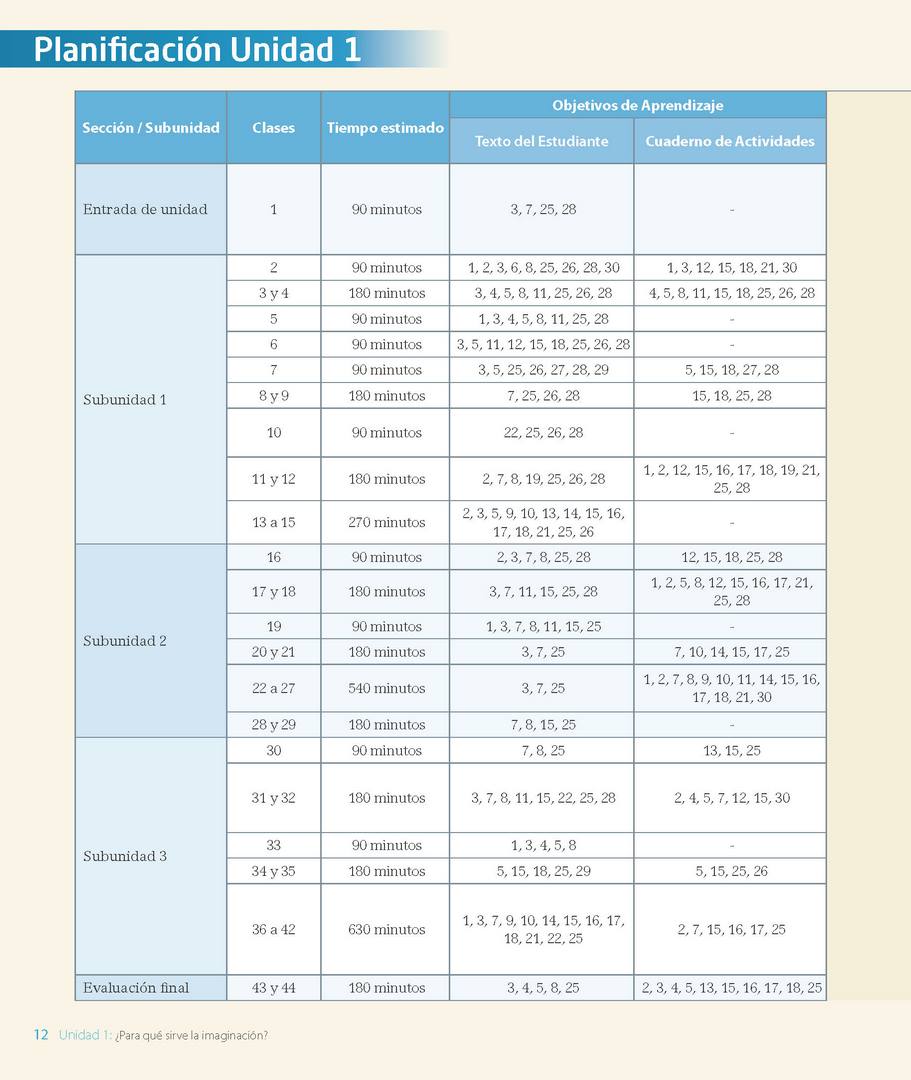 Planificación Unidad 1
Sección / Subunidad Clases Tiempo estimado Objetivos de Aprendizaje
Texto del Estudiante Cuaderno de Actividades
Entrada de unidad 1 90 minutos 3, 7, 25, 28 -
Subunidad 1
2 90 minutos 1, 2, 3, 6, 8, 25, 26, 28, 30 1, 3, 12, 15, 18, 21, 30
3 y 4 180 minutos 3, 4, 5, 8, 11, 25, 26, 28 4, 5, 8, 11, 15, 18, 25, 26, 28
5 90 minutos 1, 3, 4, 5, 8, 11, 25, 28 -
6 90 minutos 3, 5, 11, 12, 15, 18, 25, 26, 28 -
7 90 minutos 3, 5, 25, 26, 27, 28, 29 5, 15, 18, 27, 28
8 y 9 180 minutos 7, 25, 26, 28 15, 18, 25, 28
10 90 minutos 22, 25, 26, 28 -
11 y 12 180 minutos 2, 7, 8, 19, 25, 26, 28 1, 2, 12, 15, 16, 17, 18, 19, 21,
25, 28
13 a 15 270 minutos 2, 3, 5, 9, 10, 13, 14, 15, 16,
17, 18, 21, 25, 26 -
Subunidad 2
16 90 minutos 2, 3, 7, 8, 25, 28 12, 15, 18, 25, 28
17 y 18 180 minutos 3, 7, 11, 15, 25, 28 1, 2, 5, 8, 12, 15, 16, 17, 21,
25, 28
19 90 minutos 1, 3, 7, 8, 11, 15, 25 -
20 y 21 180 minutos 3, 7, 25 7, 10, 14, 15, 17, 25
22 a 27 540 minutos 3, 7, 25 1, 2, 7, 8, 9, 10, 11, 14, 15, 16,
17, 18, 21, 30
28 y 29 180 minutos 7, 8, 15, 25 -
Subunidad 3
30 90 minutos 7, 8, 25 13, 15, 25
31 y 32 180 minutos 3, 7, 8, 11, 15, 22, 25, 28 2, 4, 5, 7, 12, 15, 30
33 90 minutos 1, 3, 4, 5, 8 -
34 y 35 180 minutos 5, 15, 18, 25, 29 5, 15, 25, 26
36 a 42 630 minutos 1, 3, 7, 9, 10, 14, 15, 16, 17,
18, 21, 22, 25 2, 7, 15, 16, 17, 25
Evaluación final 43 y 44 180 minutos 3, 4, 5, 8, 25 2, 3, 4, 5, 13, 15, 16, 17, 18, 25
12 Unidad 1: ¿Para qué sirve la imaginación?